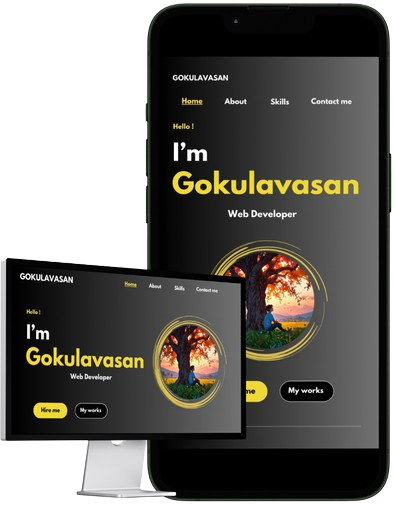 GOKULAVASAN
Home About Skills Contact me
Hello !
I'm
Gokulavasan
Web Developer
me My works
GOKULAVASAN
Home About Skills Contact me
Hello !
I'm
Gokulavasan
Web Developer
Hire me My works